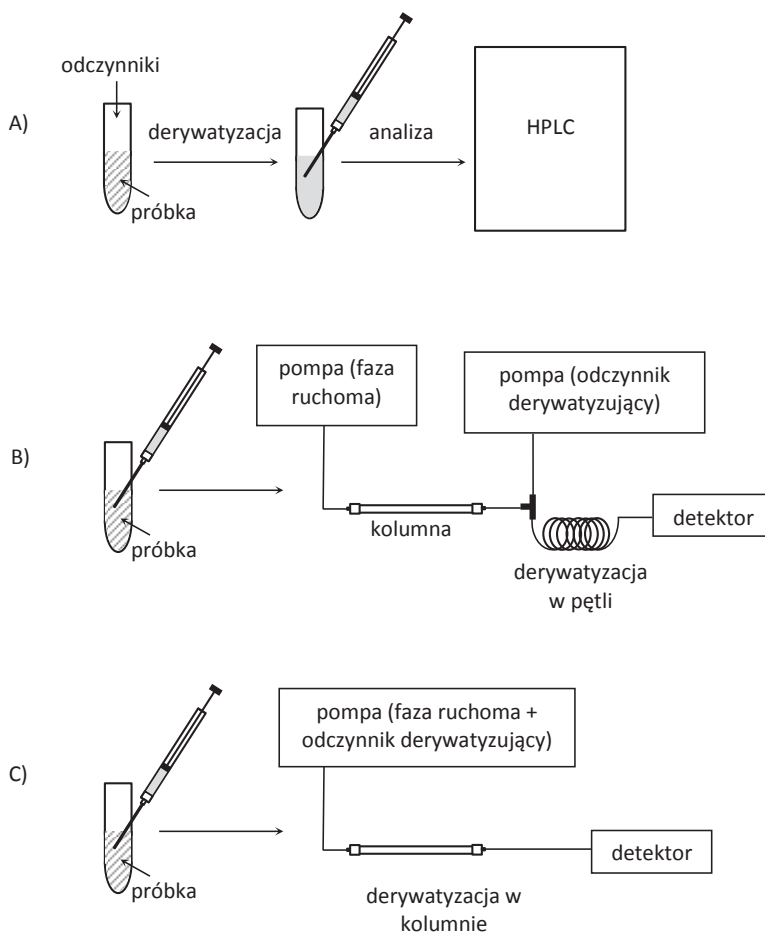 odczynniki
A)
derywatyzacja
analiza
HPLC
próbka
pompa (faza
ruchoma)
pompa (odczynnik
derywatyzujący)
B)
kolumna
detektor
próbka
derywatyzacja
w pętli
pompa (faza ruchoma +
odczynnik derywatyzujący)
C)
detektor
próbka
derywatyzacja w
kolumnie